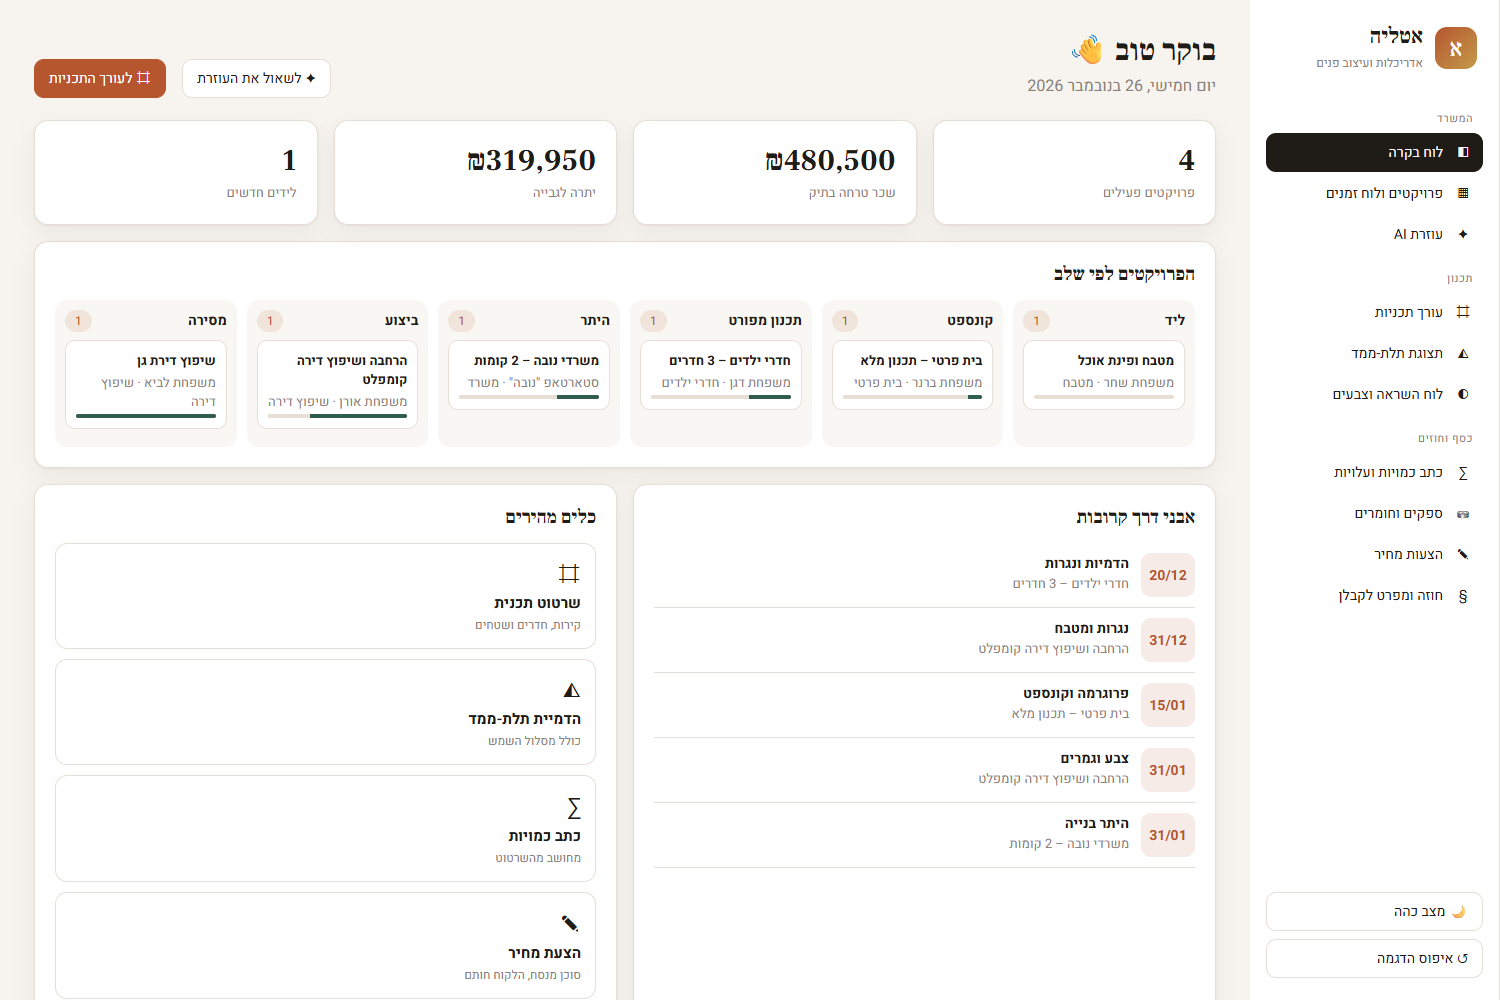 אטליה
אדריכלות ועיצוב פנים
המשרד
לוח בקרה
פרויקטים ולוח זמנים
עוזרת AI
תכנון
עורך תכניות
תצוגת תלת-ממד
לוח השראה וצבעים
כסף וחוזים
כתב כמויות ועלויות
ספקים וחומרים
הצעות מחיר
§ חוזה ומפרט לקבלן
🌙 מצב כהה
↺ איפוס הדגמה
בוקר טוב 👋
יום חמישי, 26 בנובמבר 2026
✦ לשאול את העוזרת
לעורך התכניות
4
פרויקטים פעילים
₪480,500
שכר טרחה בתיק
₪319,950
יתרה לגבייה
1
לידים חדשים
הפרויקטים לפי שלב
ליד 1
מטבח ופינת אוכל
משפחת שחר · מטבח
קונספט 1
בית פרטי – תכנון מלא
משפחת ברנר · בית פרטי
תכנון מפורט 1
חדרי ילדים – 3 חדרים
משפחת דגן · חדרי ילדים
היתר 1
משרדי נובה – 2 קומות
סטארטאפ "נובה" · משרד
ביצוע 1
הרחבה ושיפוץ דירה
קומפלט
משפחת אורן · שיפוץ דירה
מסירה 1
שיפוץ דירת גן
משפחת לביא · שיפוץ
דירה
אבני דרך קרובות
20/12
הדמיות ונגרות
חדרי ילדים – 3 חדרים
31/12
נגרות ומטבח
הרחבה ושיפוץ דירה קומפלט
15/01
פרוגרמה וקונספט
בית פרטי – תכנון מלא
31/01
צבע וגמרים
הרחבה ושיפוץ דירה קומפלט
31/01
היתר בנייה
משרדי נובה – 2 קומות
כלים מהירים
שרטוט תכנית
קירות, חדרים ושטחים
הדמיית תלת-ממד
כולל מסלול השמש
∑
כתב כמויות
מחושב מהשרטוט
הצעת מחיר
סוכן מנסח, הלקוח חותם